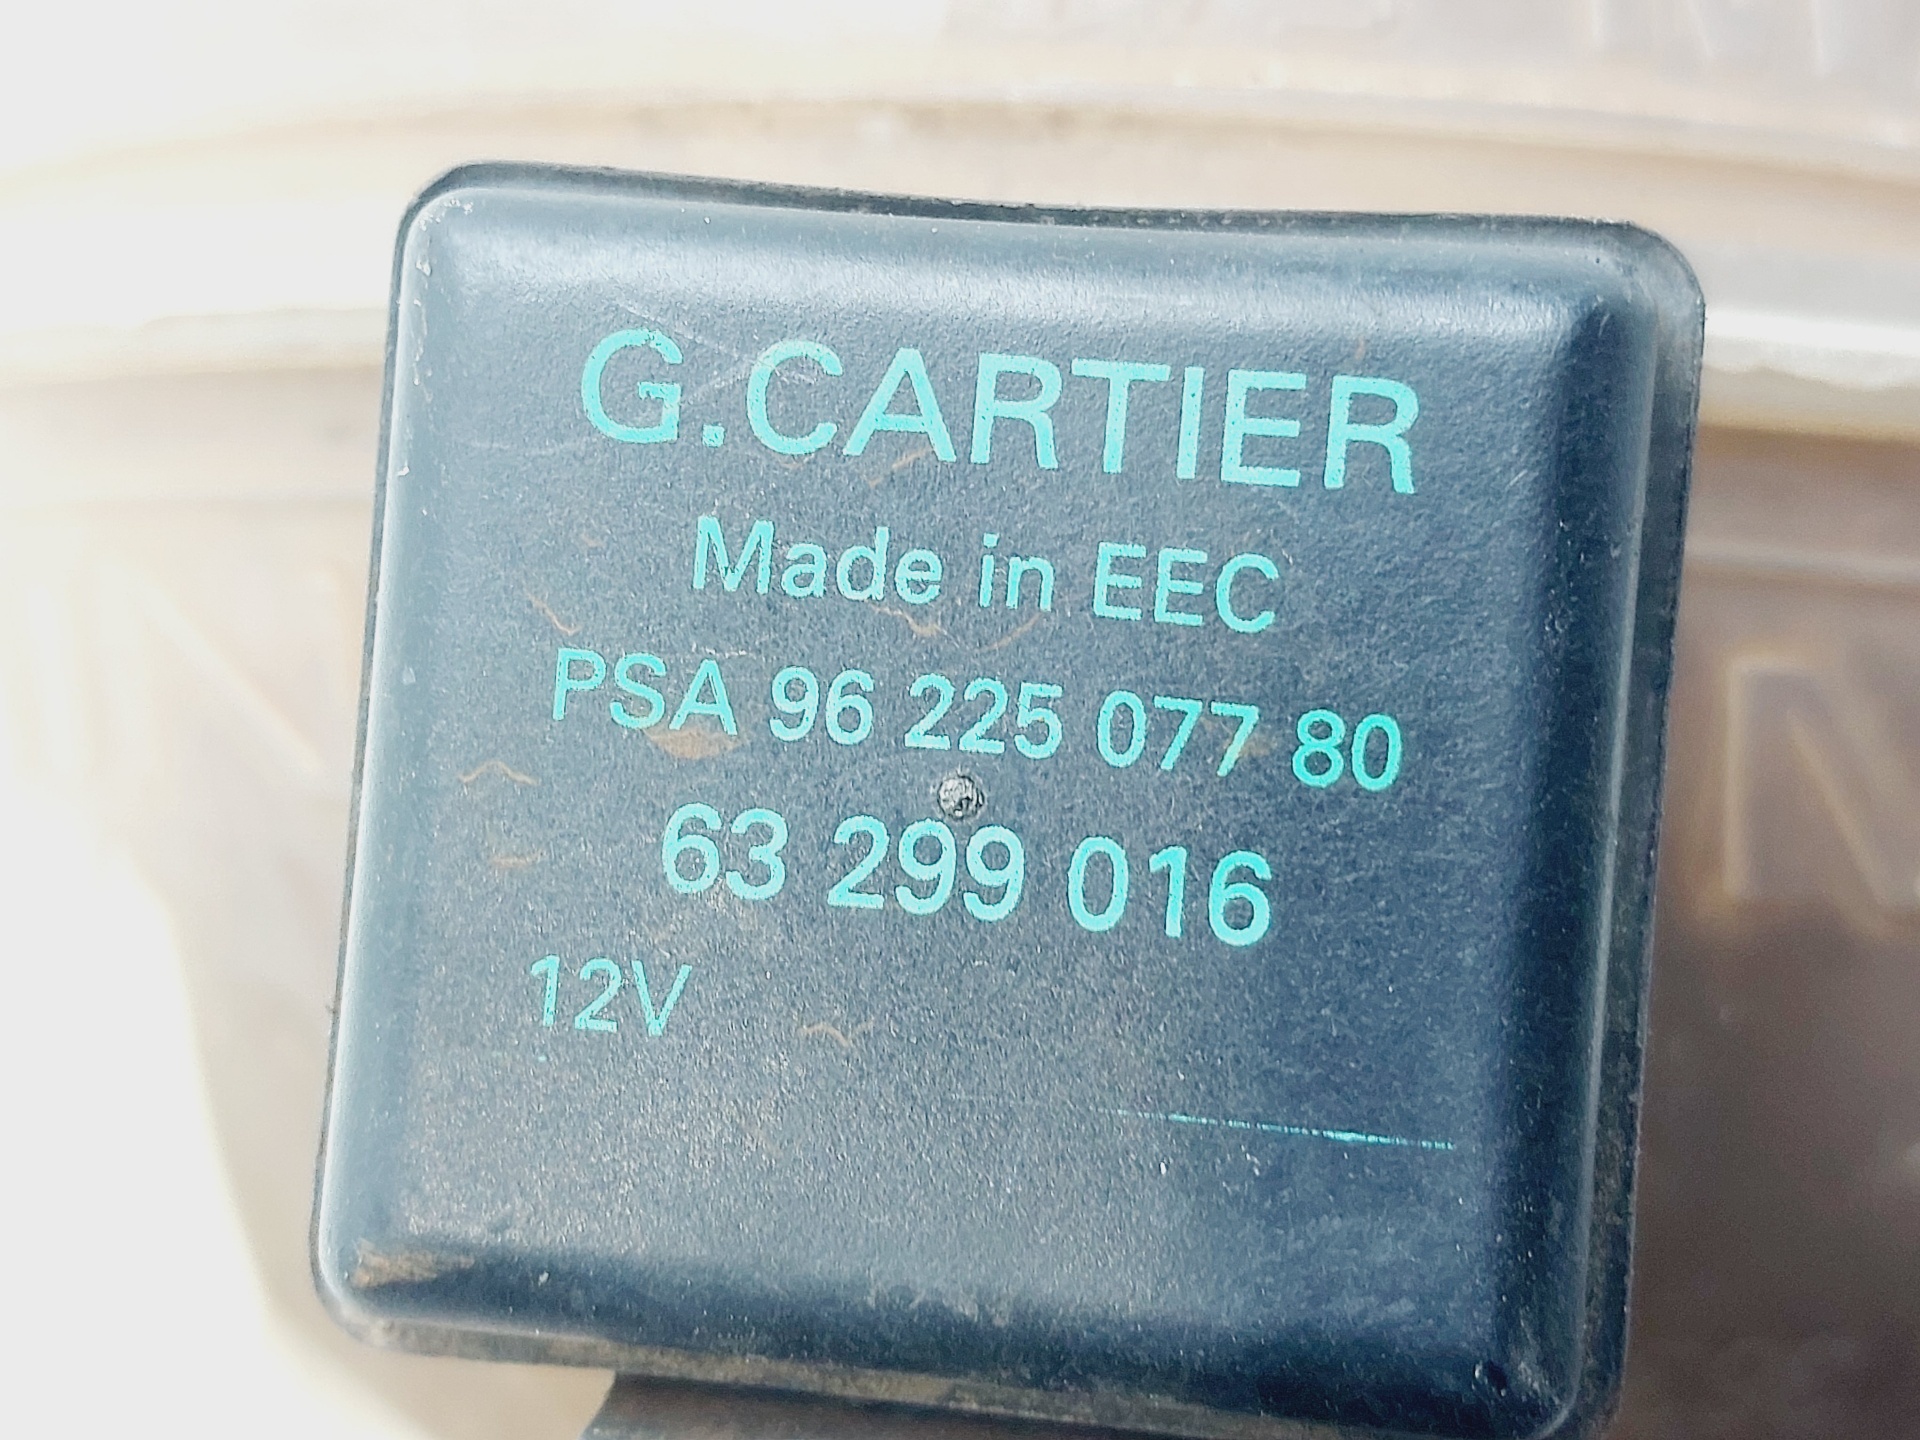 G.CARTIER
Made in EEC
PSA 96 225 077 80
63 299 016
12V